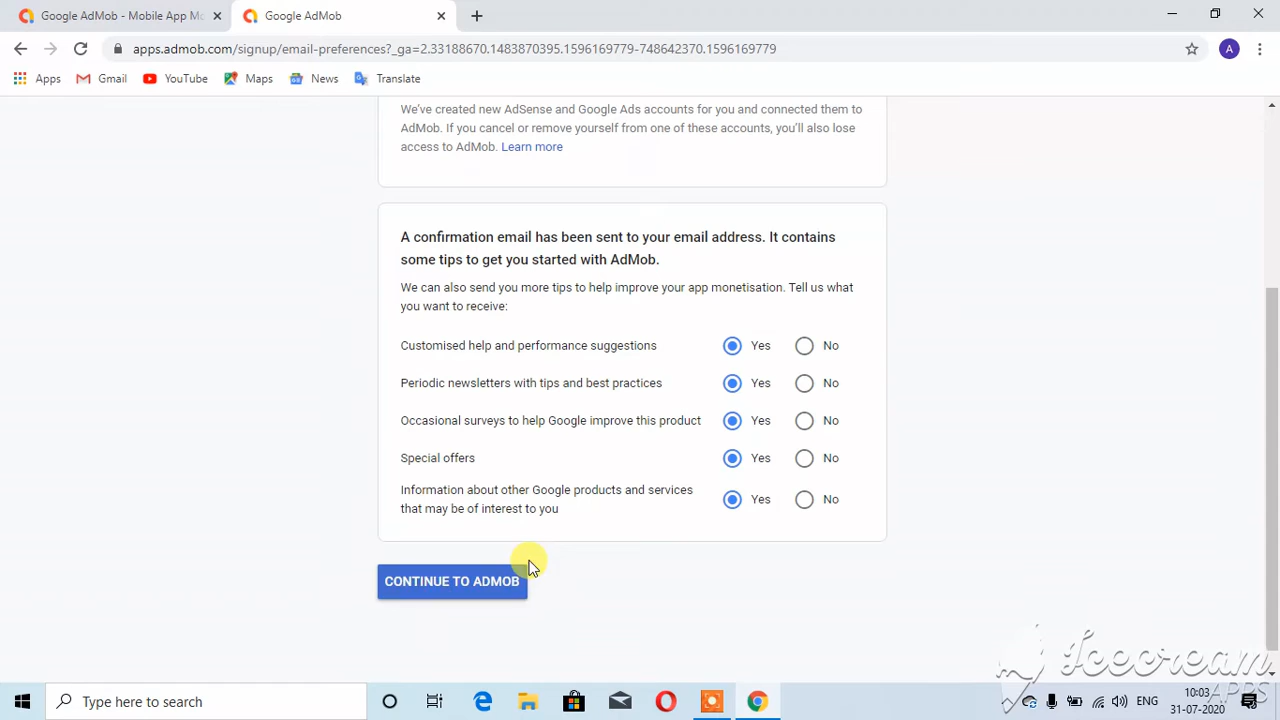 Google AdMob - Mobile App Mo
Google AdMob
apps.admob.com/signup/email-preferences?_ga=2.33188670.1483870395.1596169779-748642370.1596169779
A
Apps
Gmail
YouTube
Maps
News
Translate
We've created new AdSense and Google Ads accounts for you and connected them to
AdMob. If you cancel or remove yourself from one of these accounts, you'll also lose
access to AdMob. Learn more
A confirmation email has been sent to your email address. It contains
some tips to get you started with AdMob.
We can also send you more tips to help improve your app monetisation. Tell us what
you want to receive:
Customised help and performance suggestions Yes No
Periodic newsletters with tips and best practices Yes No
Occasional surveys to help Google improve this product Yes No
Special offers Yes No
Information about other Google products and services
that may be of interest to you Yes No
CONTINUE TO ADMOB
Icecream
APPS
Type here to search
ENG
10:03
31-07-2020